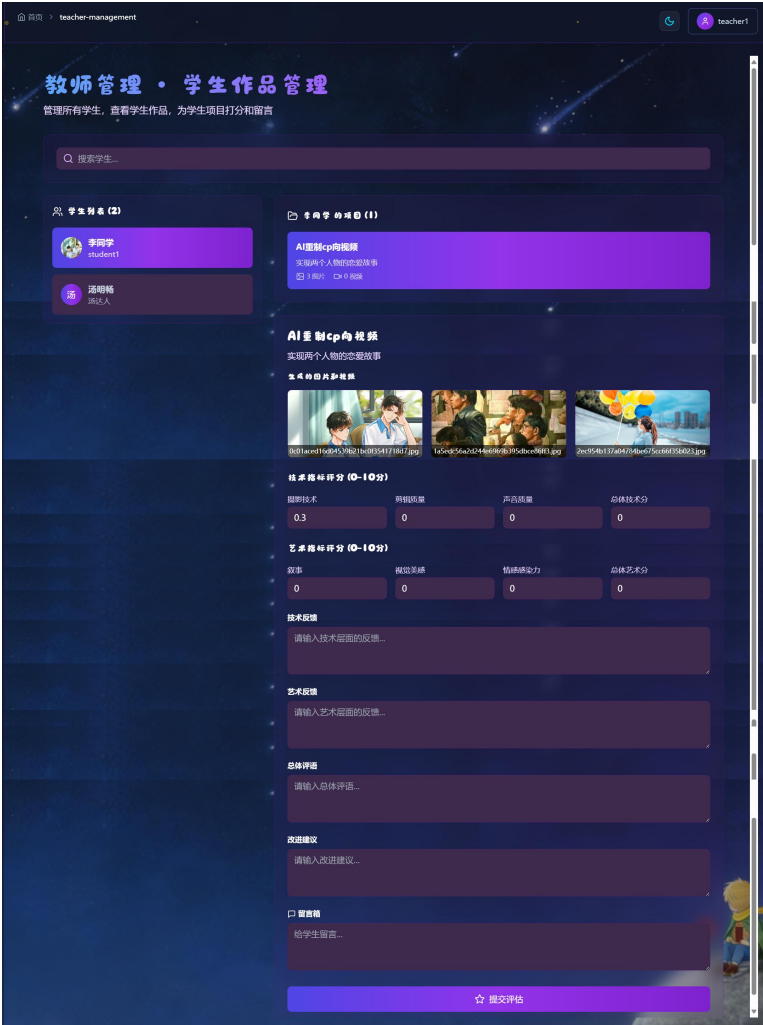 首页 > teacher-management
teacher1
教师管理 · 学生作品管理
管理所有学生，查看学生作品，为学生项目打分和留言
搜索学生...
学生列表 (2)
李同学
student1
汤
汤明畅
汤达人
李同学 的项目 (1)
AI重制cp向视频
实现两个人物的恋爱故事
3 图片 0 视频
AI重制cp向视频
实现两个人物的恋爱故事
生成的图片和视频
0c01aced16d04539b21bc0f3541718d7.jpg
1a5edc56a2d244e6969b395dbce86ff3.jpg
2ec954b137a04784be675cc66f35b023.jpg
技术指标评分 (0-10分)
摄影技术 剪辑质量 声音质量 总体技术分
0.3 0 0 0
艺术指标评分 (0-10分)
叙事 视觉美感 情感感染力 总体艺术分
0 0 0 0
技术反馈
请输入技术层面的反馈...
艺术反馈
请输入艺术层面的反馈...
总体评语
请输入总体评语...
改进建议
请输入改进建议...
留言箱
给学生留言...
提交评估